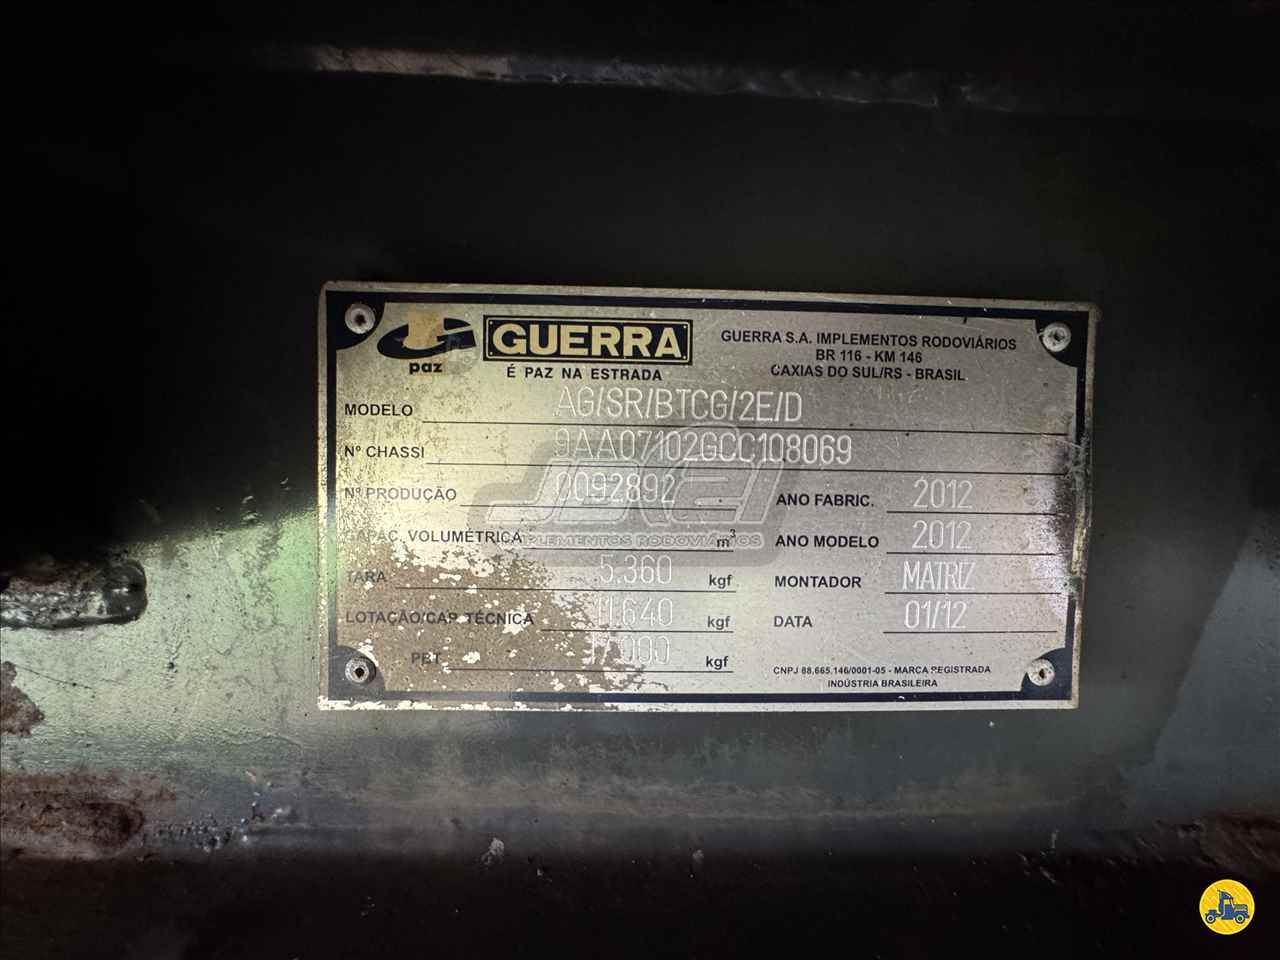 paz
GUERRA
É PAZ NA ESTRADA
GUERRA S.A. IMPLEMENTOS RODOVIÁRIOS
BR 116 - KM 146
CAXIAS DO SUL/RS - BRASIL
MODELO AG/SR/BTCG/2E/D
Nº CHASSI 9AA07102GCC108069
Nº PRODUÇÃO 0092892
ANO FABRIC. 2012
CAPAC. VOLUMÉTRICA m³
ANO MODELO 2012
TARA 5.360 kgf
MONTADOR MATRIZ
LOTAÇÃO/CAP. TÉCNICA 11.640 kgf
DATA 01/12
PBT kgf
CNPJ 88.665.146/0001-05 - MARCA REGISTRADA
INDÚSTRIA BRASILEIRA
IMPLEMENTOS RODOVIÁRIOS